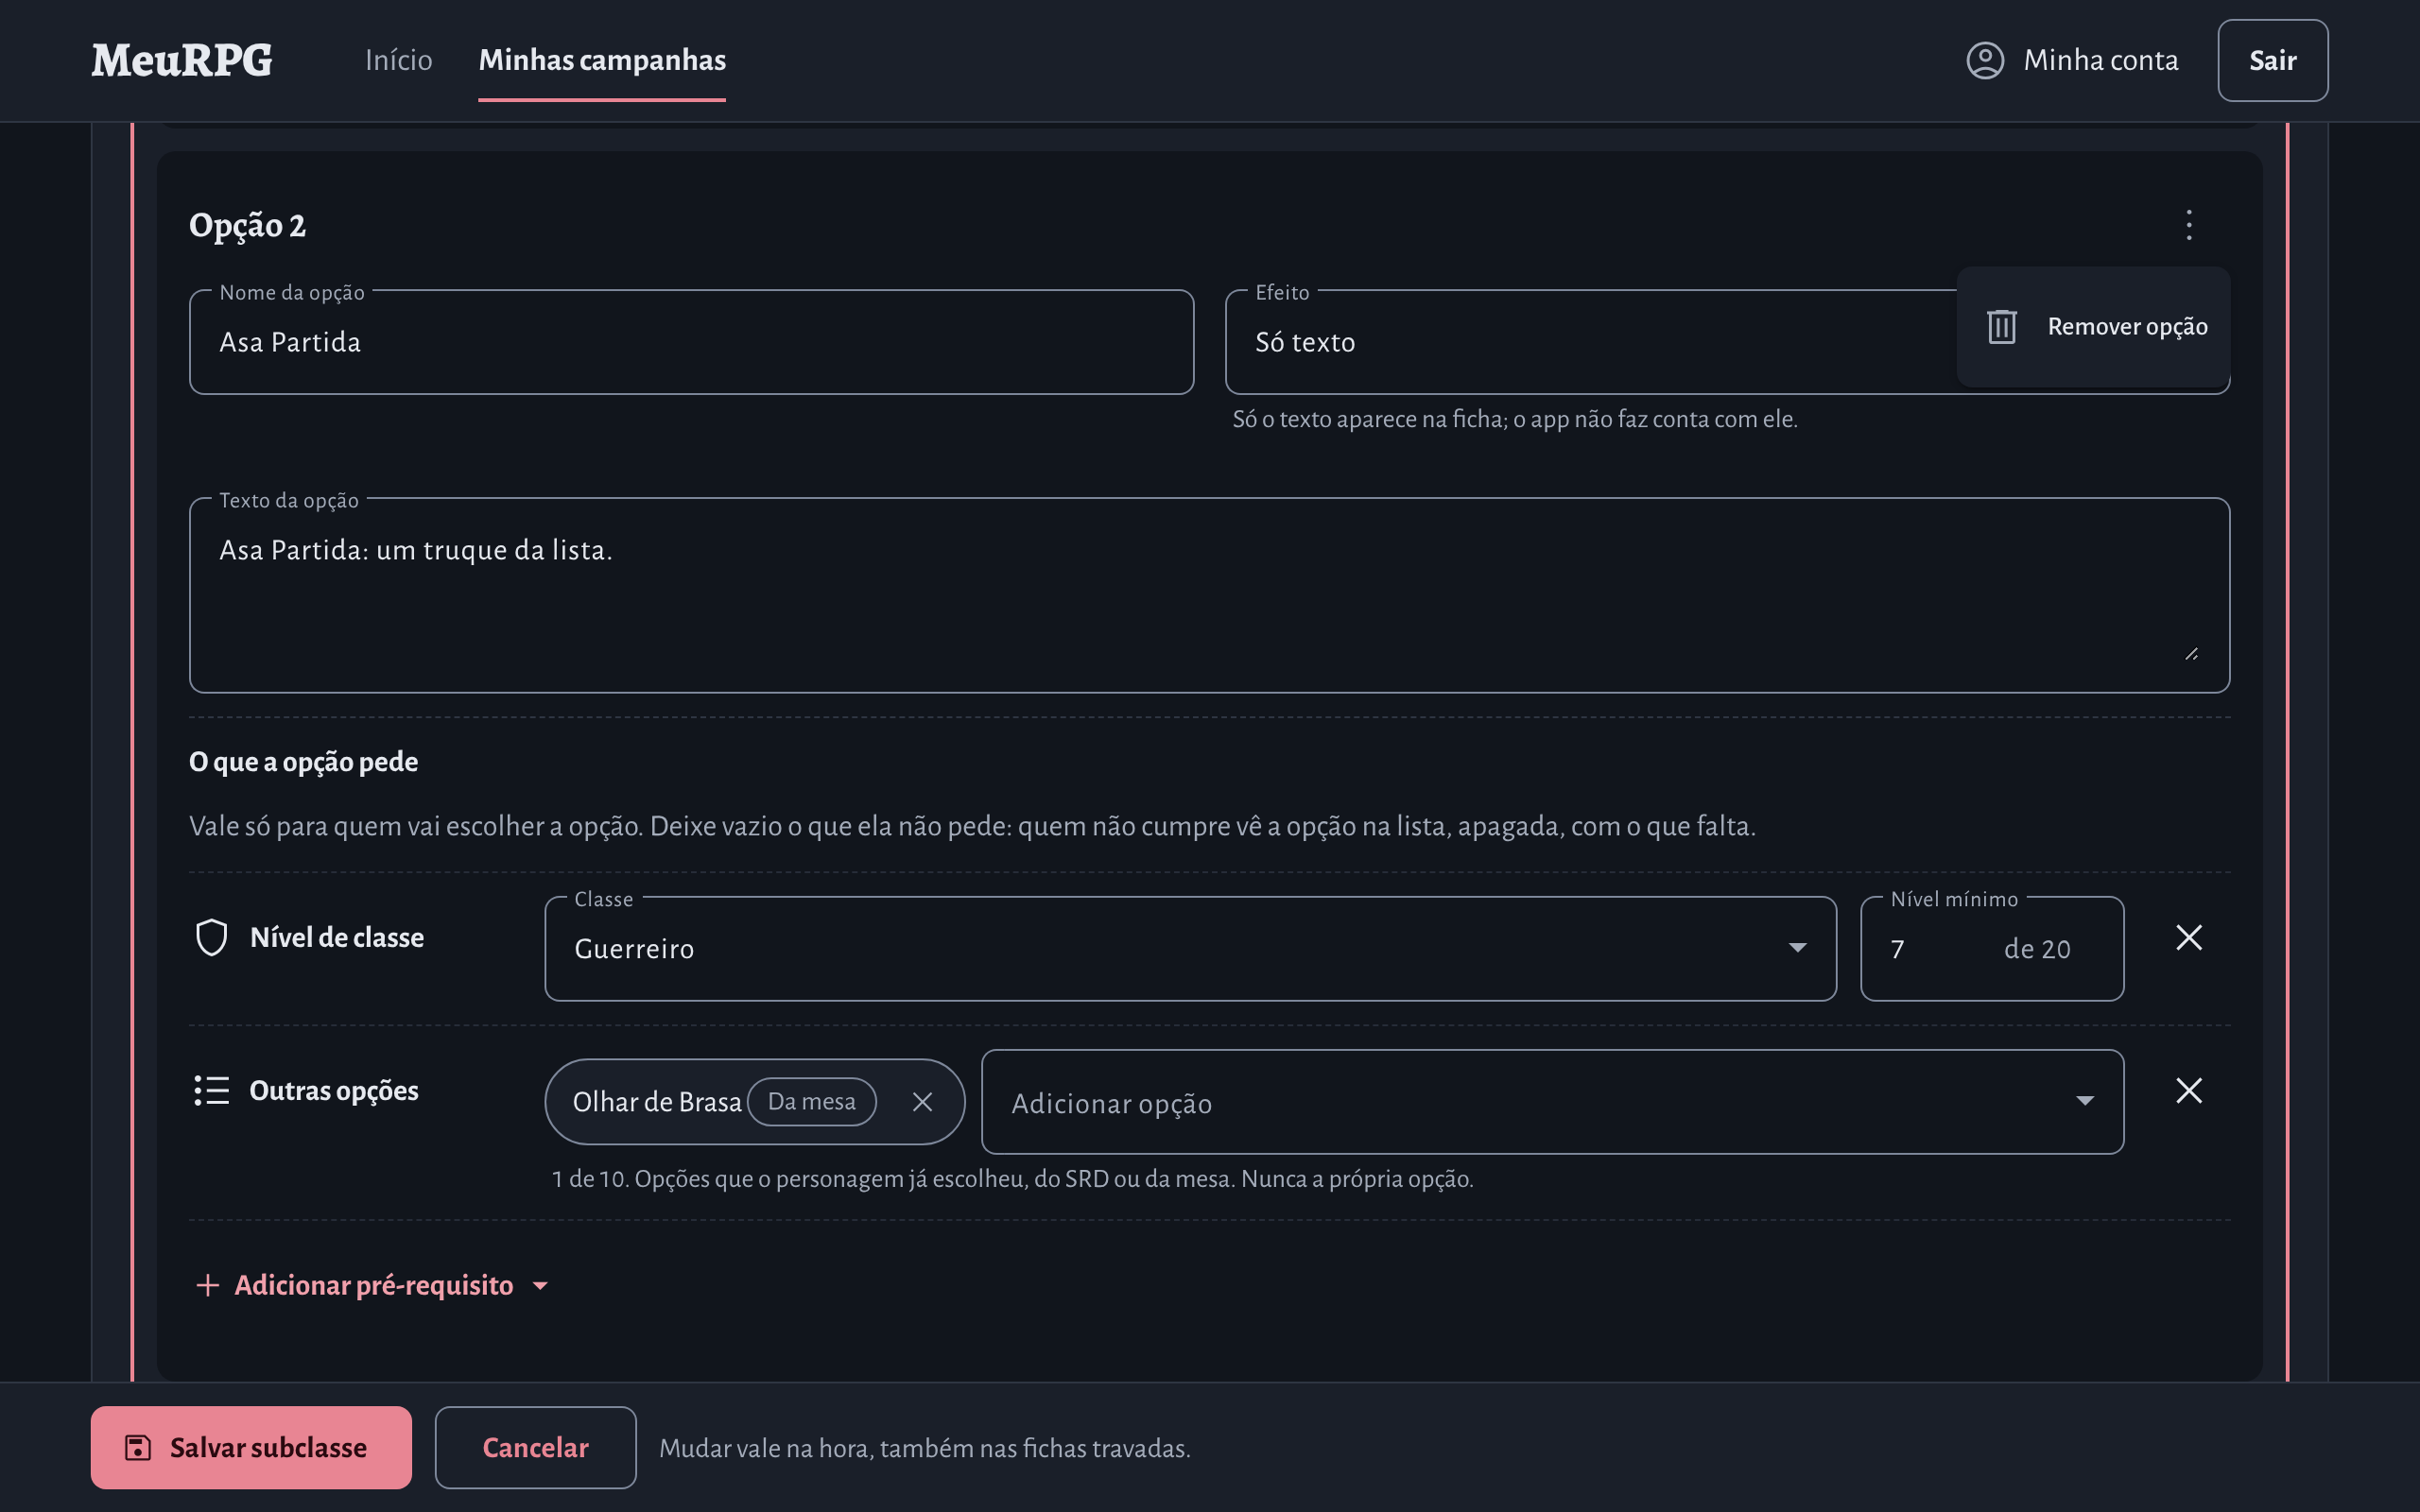 MeuRPG
Início
Minhas campanhas
Minha conta
Sair
Opção 2
Nome da opção
Asa Partida
Efeito
Só texto
Remover opção
Só o texto aparece na ficha; o app não faz conta com ele.
Texto da opção
Asa Partida: um truque da lista.
O que a opção pede
Vale só para quem vai escolher a opção. Deixe vazio o que ela não pede: quem não cumpre vê a opção na lista, apagada, com o que falta.
Nível de classe
Classe
Guerreiro
Nível mínimo
7 de 20
Outras opções
Olhar de Brasa
Da mesa
Adicionar opção
1 de 10. Opções que o personagem já escolheu, do SRD ou da mesa. Nunca a própria opção.
Adicionar pré-requisito
Salvar subclasse
Cancelar
Mudar vale na hora, também nas fichas travadas.